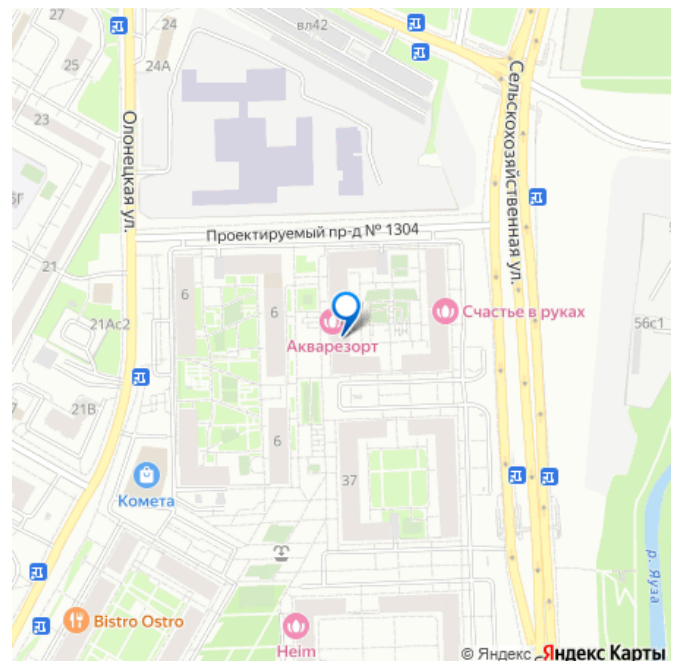 24
вл42
24А
25
23
Олонецкая ул.
Сельскохозяйственная ул.
Проектируемый пр-д № 1304
21
6
6
Счастье в руках
Акварезорт
21Ас2
56с1
21В
6
37
Комета
р. Яуза
Bistro Ostro
Heim
© Яндекс Яндекс Карты